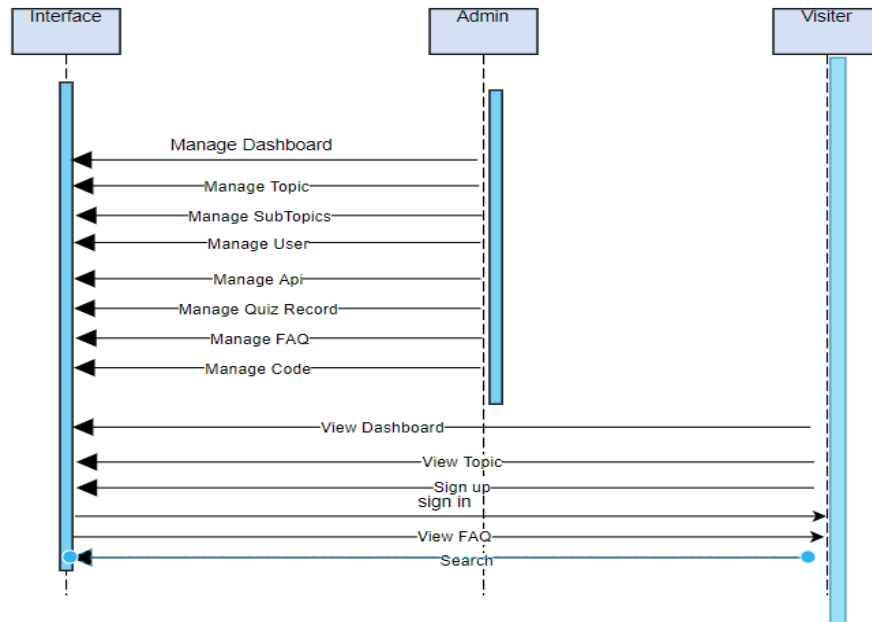 Interface
Admin
Visiter
Manage Dashboard
Manage Topic
Manage SubTopics
Manage User
Manage Api
Manage Quiz Record
Manage FAQ
Manage Code
View Dashboard
View Topic
Sign up
sign in
View FAQ
Search